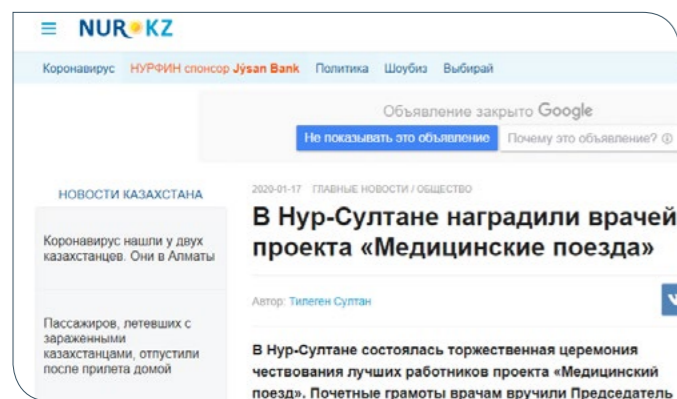 NUR KZ
Коронавирус НУРФИН спонсор Jýsan Bank Политика Шоубиз Выбирай
Объявление закрыто Google
Не показывать это объявление Почему это объявление?
НОВОСТИ КАЗАХСТАНА
Коронавирус нашли у двух
казахстанцев. Они в Алматы
Пассажиров, летевших с
зараженными
казахстанцами, отпустили
после прилета домой
2020-01-17 ГЛАВНЫЕ НОВОСТИ / ОБЩЕСТВО
В Нур-Султане наградили врачей
проекта «Медицинские поезда»
Автор: Тилеген Султан
В Нур-Султане состоялась торжественная церемония
чествования лучших работников проекта «Медицинский
поезд». Почетные грамоты врачам вручили Председатель